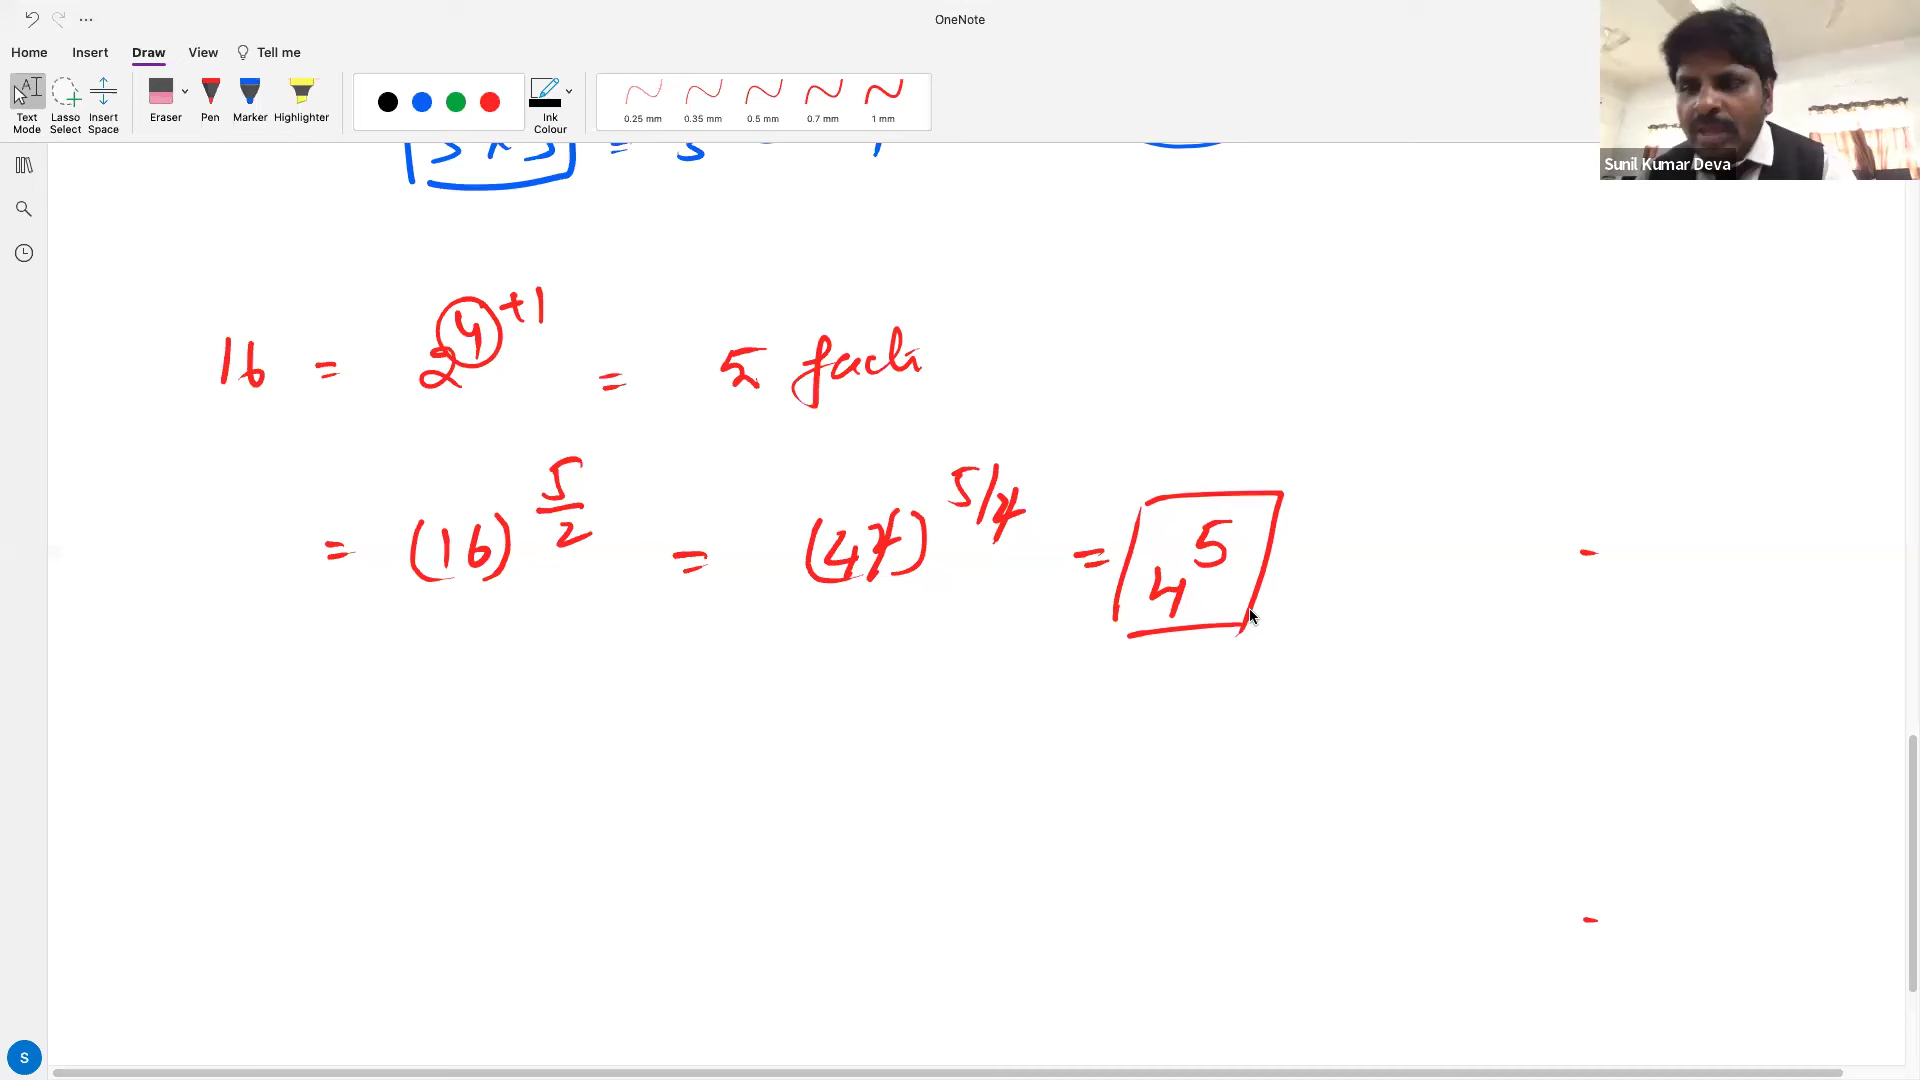 OneNote
Home Insert Draw View Tell me
Text Mode Lasso Select Insert Space Eraser Pen Marker Highlighter Ink Colour 0.25 mm 0.35 mm 0.5 mm 0.7 mm 1 mm
Sunil Kumar Deva
16 = 2^4 +1 = 5 facti
= (16)^5/2 = (4^2)^5/2 = 4^5
S